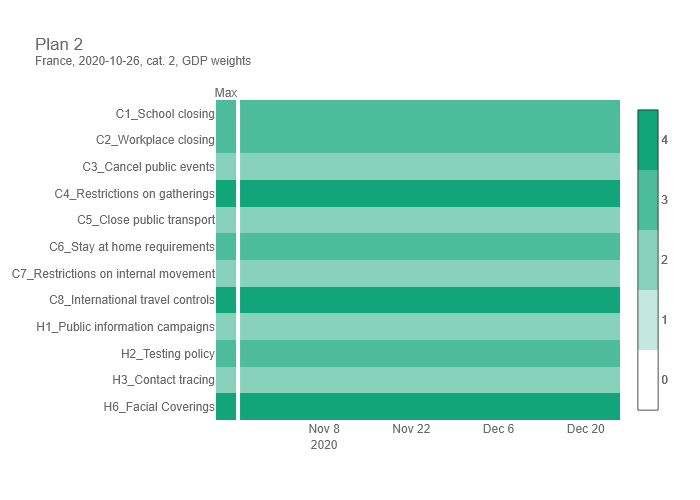 Plan 2
France, 2020-10-26, cat. 2, GDP weights
Max
C1_School closing
C2_Workplace closing
C3_Cancel public events
C4_Restrictions on gatherings
C5_Close public transport
C6_Stay at home requirements
C7_Restrictions on internal movement
C8_International travel controls
H1_Public information campaigns
H2_Testing policy
H3_Contact tracing
H6_Facial Coverings
Nov 8 Nov 22 Dec 6 Dec 20
2020
4
3
2
1
0